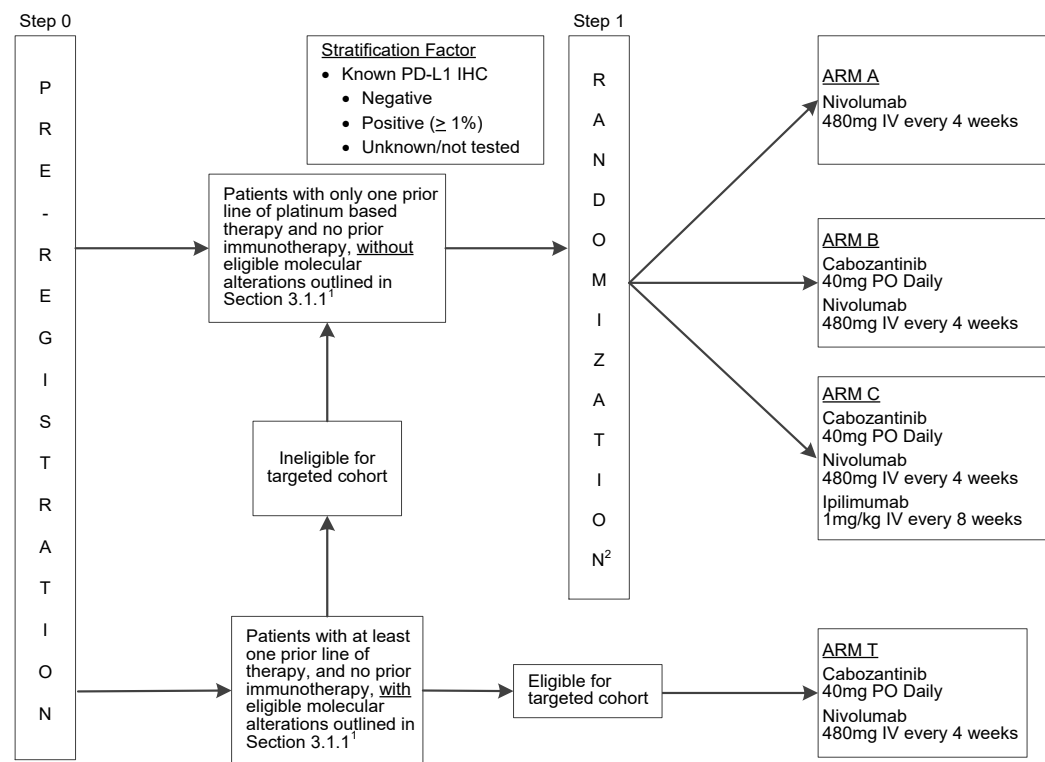 Step 0
P
R
E
-
R
E
G
I
S
T
R
A
T
I
O
N
Stratification Factor
• Known PD-L1 IHC
• Negative
• Positive (≥ 1%)
• Unknown/not tested
Patients with only one prior
line of platinum based
therapy and no prior
immunotherapy, without
eligible molecular
alterations outlined in
Section 3.1.1¹
Ineligible for
targeted cohort
Patients with at least
one prior line of
therapy, and no prior
immunotherapy, with
eligible molecular
alterations outlined in
Section 3.1.1¹
Eligible for
targeted cohort
Step 1
R
A
N
D
O
M
I
Z
A
T
I
O
N²
ARM A
Nivolumab
480mg IV every 4 weeks
ARM B
Cabozantinib
40mg PO Daily
Nivolumab
480mg IV every 4 weeks
ARM C
Cabozantinib
40mg PO Daily
Nivolumab
480mg IV every 4 weeks
Ipilimumab
1mg/kg IV every 8 weeks
ARM T
Cabozantinib
40mg PO Daily
Nivolumab
480mg IV every 4 weeks